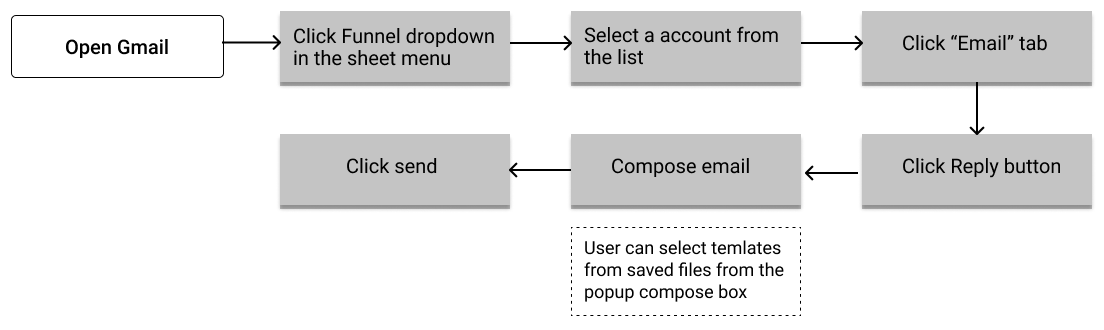 Open Gmail
Click Funnel dropdown
in the sheet menu
Select a account from
the list
Click “Email” tab
Click Reply button
Compose email
Click send
User can select temlates
from saved files from the
popup compose box